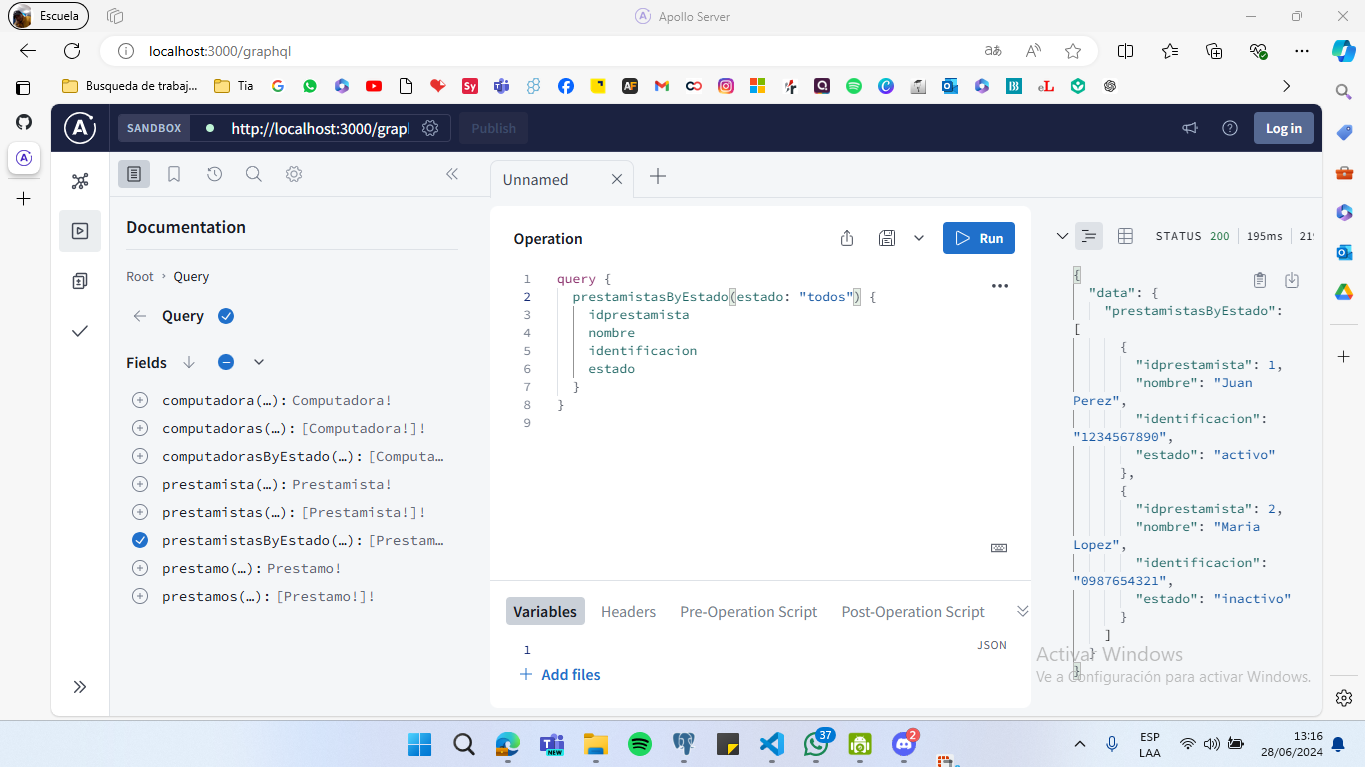 Escuela
Apollo Server
localhost:3000/graphql
Busqueda de trabaj...
Tia
SANDBOX
http://localhost:3000/grap
Publish
Log in
Unnamed
Documentation
Root › Query
Query
Fields
computadora(…): Computadora!
computadoras(…): [Computadora!]!
computadorasByEstado(…): [Computa…
prestamista(…): Prestamista!
prestamistas(…): [Prestamista!]!
prestamistasByEstado(…): [Prestam…
prestamo(…): Prestamo!
prestamos(…): [Prestamo!]!
Operation
Run
1 query {
2 prestamistasByEstado(estado: "todos") {
3 idprestamista
4 nombre
5 identificacion
6 estado
7 }
8 }
9
Variables
Headers
Pre-Operation Script
Post-Operation Script
JSON
1
Add files
STATUS 200
195ms
21
{
"data": {
"prestamistasByEstado":
[
{
"idprestamista": 1,
"nombre": "Juan
Perez",
"identificacion":
"1234567890",
"estado": "activo"
},
{
"idprestamista": 2,
"nombre": "Maria
Lopez",
"identificacion":
"0987654321",
"estado": "inactivo"
}
]
}
}
Activar Windows
Ve a Configuración para activar Windows.
NEW
37
2
ESP
LAA
13:16
28/06/2024